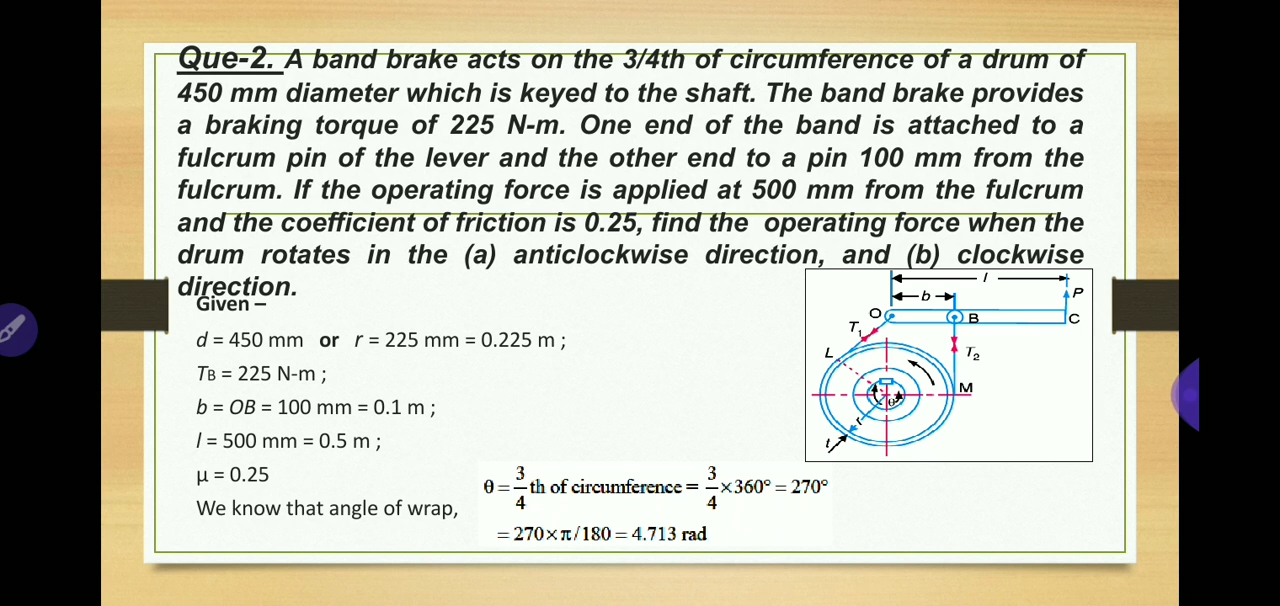 Que-2. A band brake acts on the 3/4th of circumference of a drum of
450 mm diameter which is keyed to the shaft. The band brake provides
a braking torque of 225 N-m. One end of the band is attached to a
fulcrum pin of the lever and the other end to a pin 100 mm from the
fulcrum. If the operating force is applied at 500 mm from the fulcrum
and the coefficient of friction is 0.25, find the operating force when the
drum rotates in the (a) anticlockwise direction, and (b) clockwise
direction.
Given –
d = 450 mm or r = 225 mm = 0.225 m ;
TB = 225 N-m ;
b = OB = 100 mm = 0.1 m ;
l = 500 mm = 0.5 m ;
μ = 0.25
We know that angle of wrap,
θ = 3/4 th of circumference = 3/4 × 360° = 270°
= 270 × π / 180 = 4.713 rad
l
b
P
O
B
C
T₁
T₂
L
M
θ
r
t